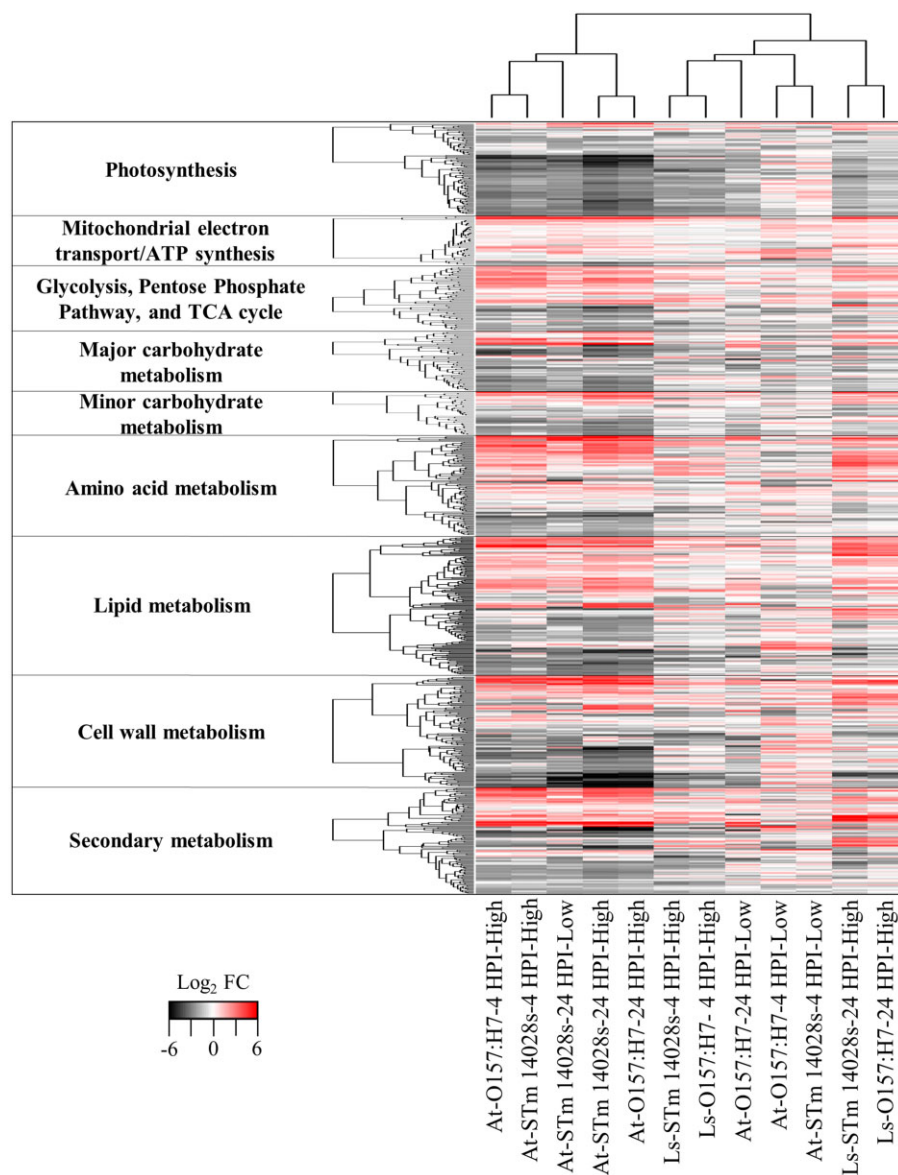 Photosynthesis
Mitochondrial electron
transport/ATP synthesis
Glycolysis, Pentose Phosphate
Pathway, and TCA cycle
Major carbohydrate
metabolism
Minor carbohydrate
metabolism
Amino acid metabolism
Lipid metabolism
Cell wall metabolism
Secondary metabolism
Log₂ FC
-6 0 6
At-O157:H7-4 HPI-High
At-STm 14028s-4 HPI-High
At-STm 14028s-24 HPI-Low
At-STm 14028s-24 HPI-High
At-O157:H7-24 HPI-High
Ls-STm 14028s-4 HPI-High
Ls-O157:H7- 4 HPI-High
At-O157:H7-24 HPI-Low
At-O157:H7-4 HPI-Low
At-STm 14028s-4 HPI-Low
Ls-STm 14028s-24 HPI-High
Ls-O157:H7-24 HPI-High